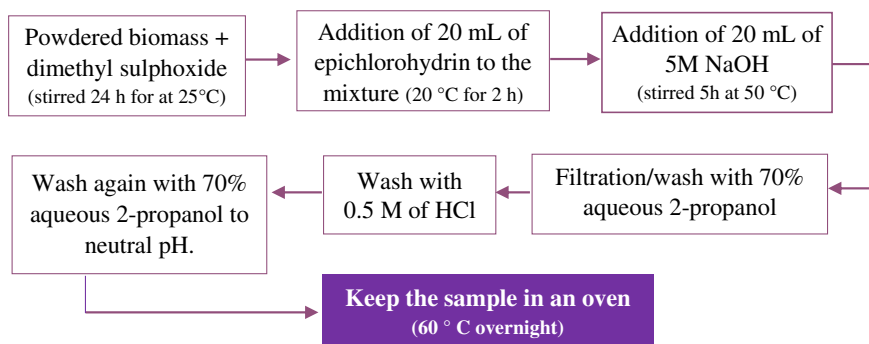 Powdered biomass +
dimethyl sulphoxide
(stirred 24 h for at 25°C)
Addition of 20 mL of
epichlorohydrin to the
mixture (20 °C for 2 h)
Addition of 20 mL of
5M NaOH
(stirred 5h at 50 °C)
Filtration/wash with 70%
aqueous 2-propanol
Wash with
0.5 M of HCl
Wash again with 70%
aqueous 2-propanol to
neutral pH.
Keep the sample in an oven
(60 ° C overnight)